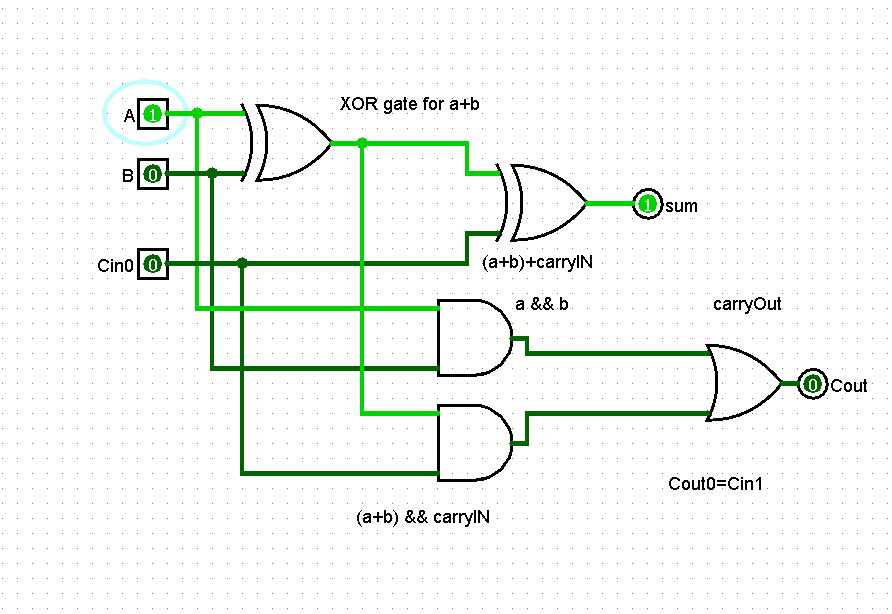 XOR gate for a+b
A 1
B 0
1 sum
Cin0 0
(a+b)+carryIN
a && b
carryOut
0 Cout
Cout0=Cin1
(a+b) && carryIN